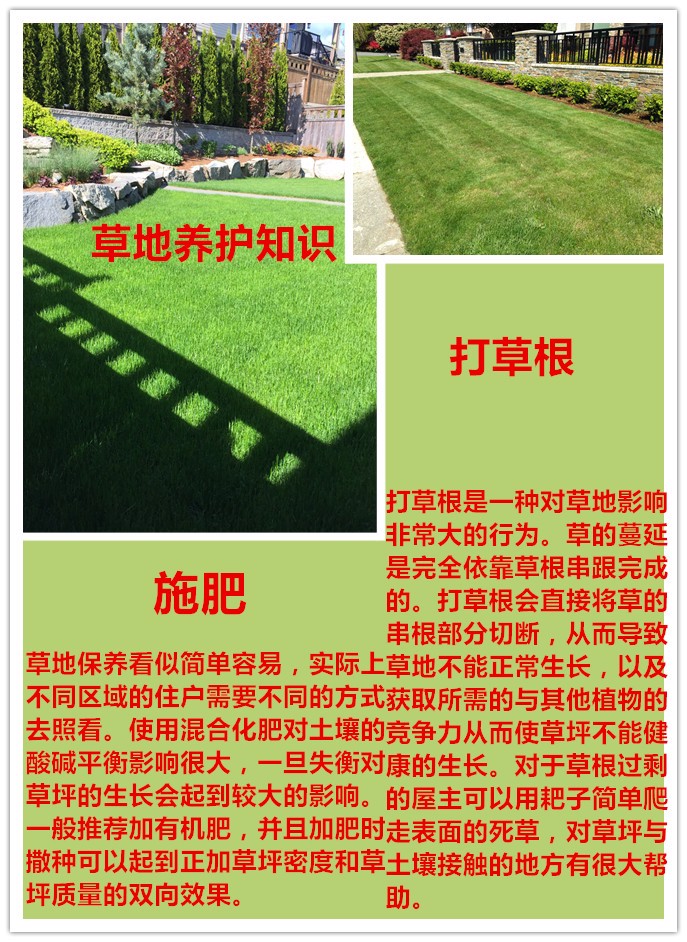 草地养护知识
打草根
打草根是一种对草地影响
非常大的行为。草的蔓延
是完全依靠草根串跟完成
的。打草根会直接将草的
串根部分切断，从而导致
草地不能正常生长，以及
获取所需的与其他植物的
竞争力从而使草坪不能健
康的生长。对于草根过剩
的屋主可以用耙子简单爬
走表面的死草，对草坪与
土壤接触的地方有很大帮
助。
施肥
草地保养看似简单容易，实际上
不同区域的住户需要不同的方式
去照看。使用混合化肥对土壤的
酸碱平衡影响很大，一旦失衡对
草坪的生长会起到较大的影响。
一般推荐加有机肥，并且加肥时
撒种可以起到正加草坪密度和草
坪质量的双向效果。